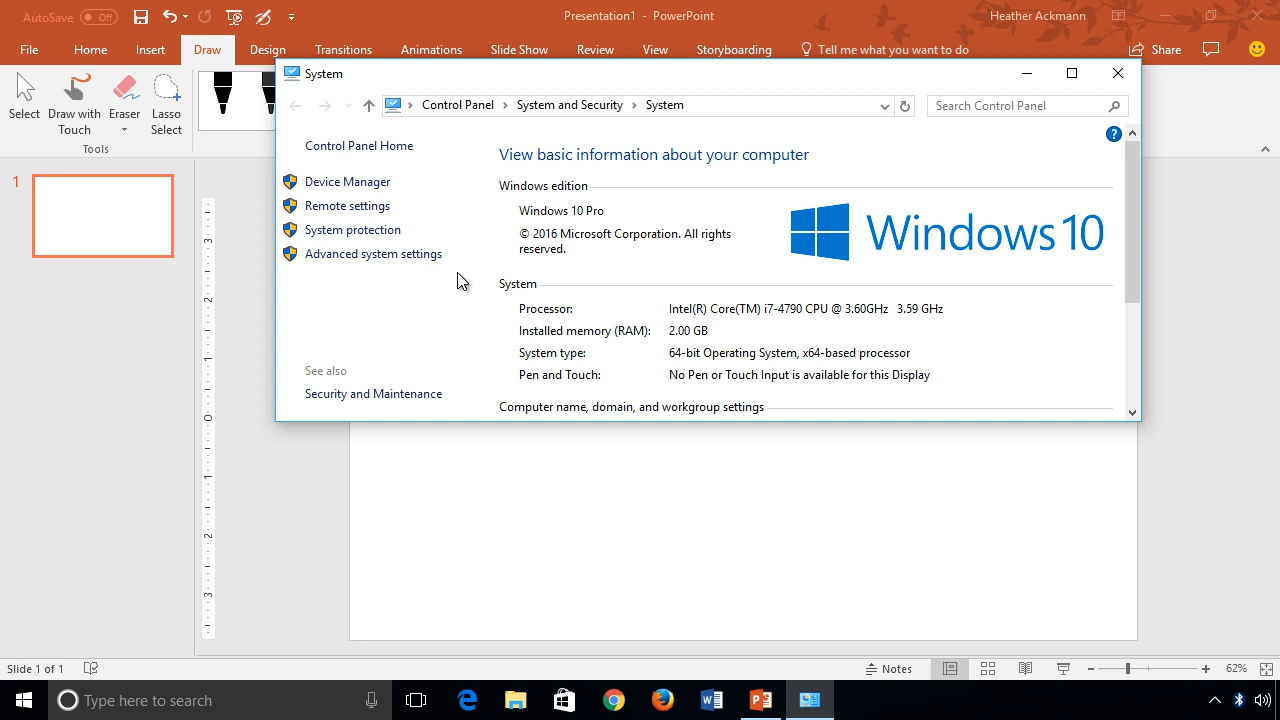 AutoSave Off
Presentation1 - PowerPoint
Heather Ackmann
File Home Insert Draw Design Transitions Animations Slide Show Review View Storyboarding Tell me what you want to do Share
Select
Draw with Touch
Eraser
Lasso Select
Tools
System
Control Panel > System and Security > System
Search Control Panel
Control Panel Home
Device Manager
Remote settings
System protection
Advanced system settings
See also
Security and Maintenance
View basic information about your computer
Windows edition
Windows 10 Pro
© 2016 Microsoft Corporation. All rights
reserved.
Windows 10
System
Processor: Intel(R) Core(TM) i7-4790 CPU @ 3.60GHz 3.59 GHz
Installed memory (RAM): 2.00 GB
System type: 64-bit Operating System, x64-based processor
Pen and Touch: No Pen or Touch Input is available for this Display
Computer name, domain, and workgroup settings
1
3
2
1
0
1
2
3
Slide 1 of 1
Notes
62%
Type here to search